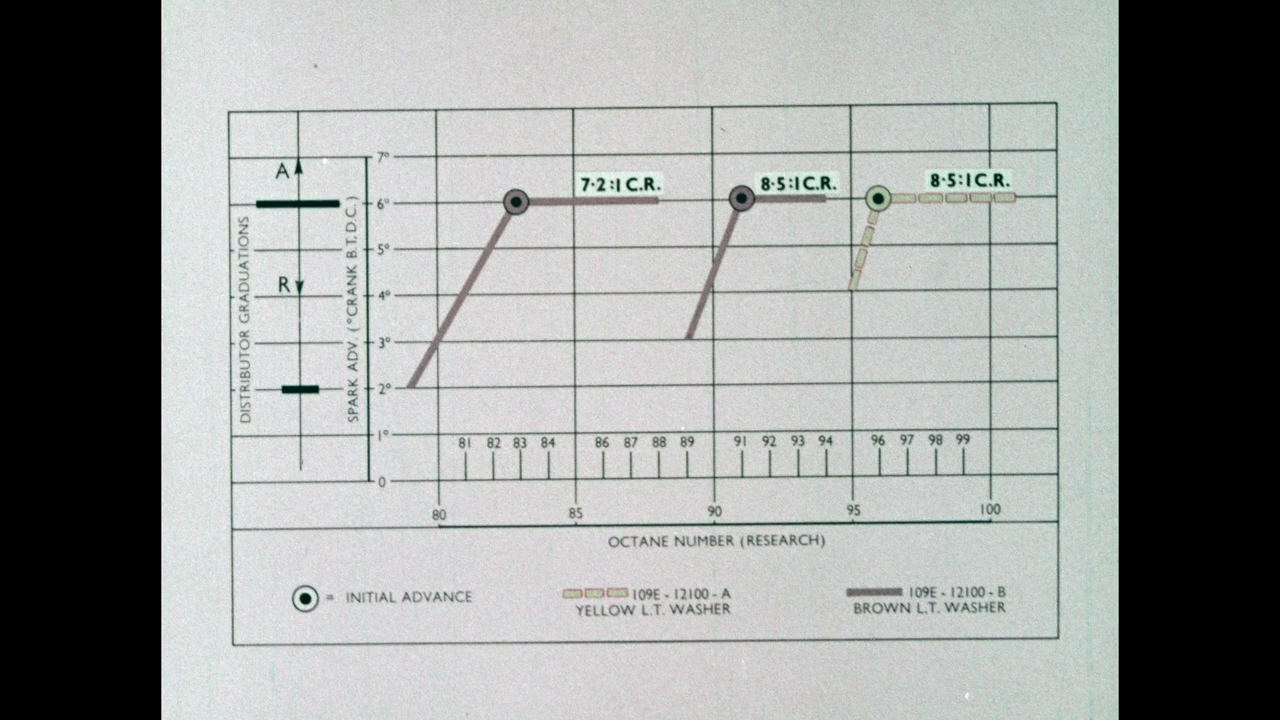 A
R
DISTRIBUTOR GRADUATIONS
SPARK ADV. (°CRANK B.T.D.C.)
7°
6°
5°
4°
3°
2°
1°
0
7·2:1 C.R.
8·5:1 C.R.
8·5:1 C.R.
81 82 83 84 86 87 88 89 91 92 93 94 96 97 98 99
80 85 90 95 100
OCTANE NUMBER (RESEARCH)
= INITIAL ADVANCE
109E - 12100 - A
YELLOW L.T. WASHER
109E - 12100 - B
BROWN L.T. WASHER